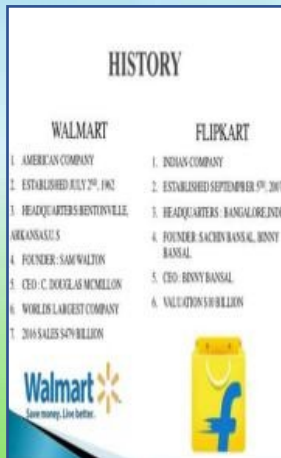 HISTORY
WALMART
1. AMERICAN COMPANY
2. ESTABLISHED JULY 2ND, 1962
3. HEADQUARTERS:BENTONVILLE,
ARKANSAS U.S
4. FOUNDER : SAM WALTON
5. CEO : C. DOUGLAS MCMILLON
6. WORLDS LARGEST COMPANY
7. 2016 SALES $479 BILLION
Walmart
Save money. Live better.
FLIPKART
1. INDIAN COMPANY
2. ESTABLISHED SEPTEMPBER 5TH, 2007
3. HEADQUARTERS : BANGALORE,INDI
4. FOUNDER: SACHIN BANSAL, BINNY
BANSAL
5. CEO : BINNY BANSAL
6. VALUATION
BILLION
f